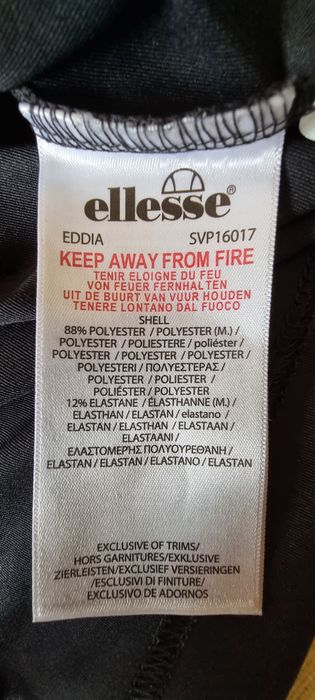 ellesse®
EDDIA SVP16017
KEEP AWAY FROM FIRE
TENIR ELOIGNE DU FEU
VON FEUER FERNHALTEN
UIT DE BUURT VAN VUUR HOUDEN
TENERE LONTANO DAL FUOCO
SHELL
88% POLYESTER / POLYESTER (M.) /
POLYESTER / POLIESTERE / poliéster /
POLYESTER / POLYESTER / POLYESTER /
POLYESTERI / ΠΟΛΥΕΣΤΕΡΑΣ /
POLYESTER / POLIESTER /
POLIÉSTER / POLYESTER
12% ELASTANE / ÉLASTHANNE (M.) /
ELASTHAN / ELASTAN / elastano /
ELASTAN / ELASTHAN / ELASTAAN /
ELASTAANI /
ΕΛΑΣΤΟΜΕΡΗΣ ΠΟΛΥΟΥΡΕΘΑΝΗ /
ELASTAN / ELASTAN / ELASTANO / ELASTAN
EXCLUSIVE OF TRIMS/
HORS GARNITURES/EXKLUSIVE
ZIERLEISTEN/EXCLUSIEF VERSIERINGEN
/ESCLUSIVI DI FINITURE/
EXCLUSIVO DE ADORNOS